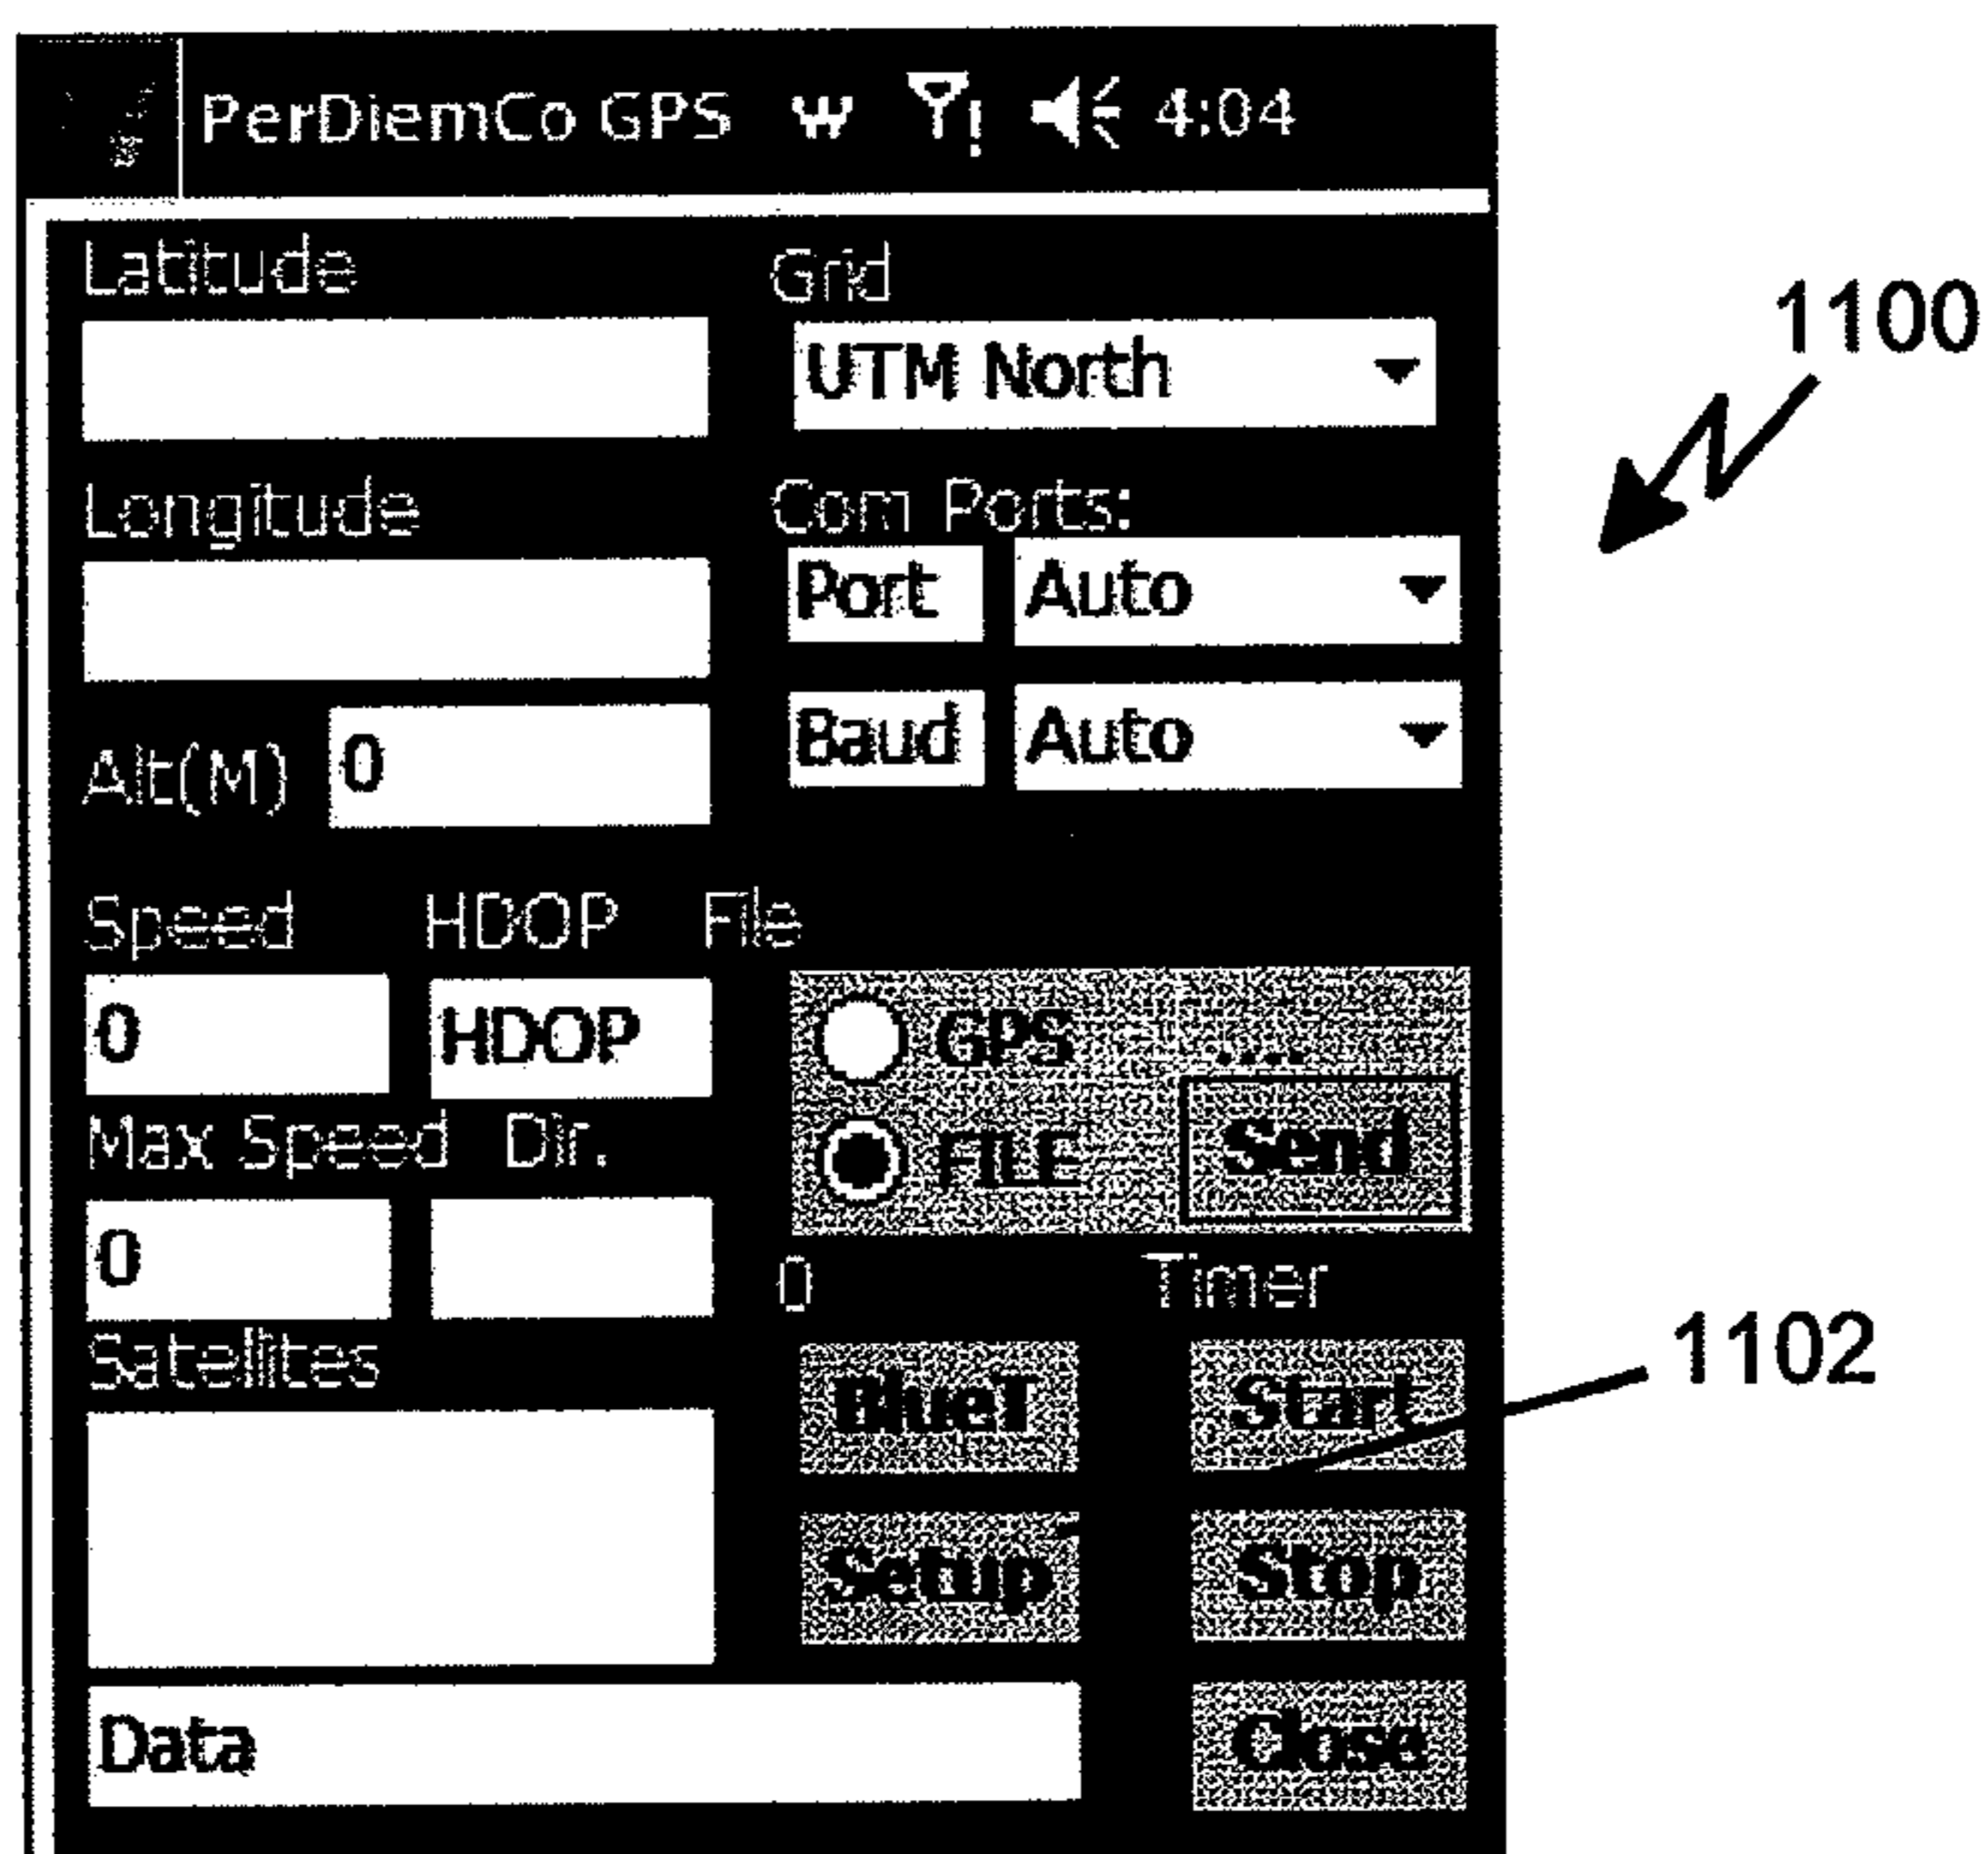 PerDiemCo GPS 4:04
Latitude Grid
UTM North
1100
Longitude Com Ports:
Port Auto
Baud Auto
Alt(M) 0
Speed HDOP File
0 HDOP
GPS ....
FILE Send
Max Speed Dir.
0
0 Timer
Satellites
BlueT Start
1102
Setup Stop
Data Close